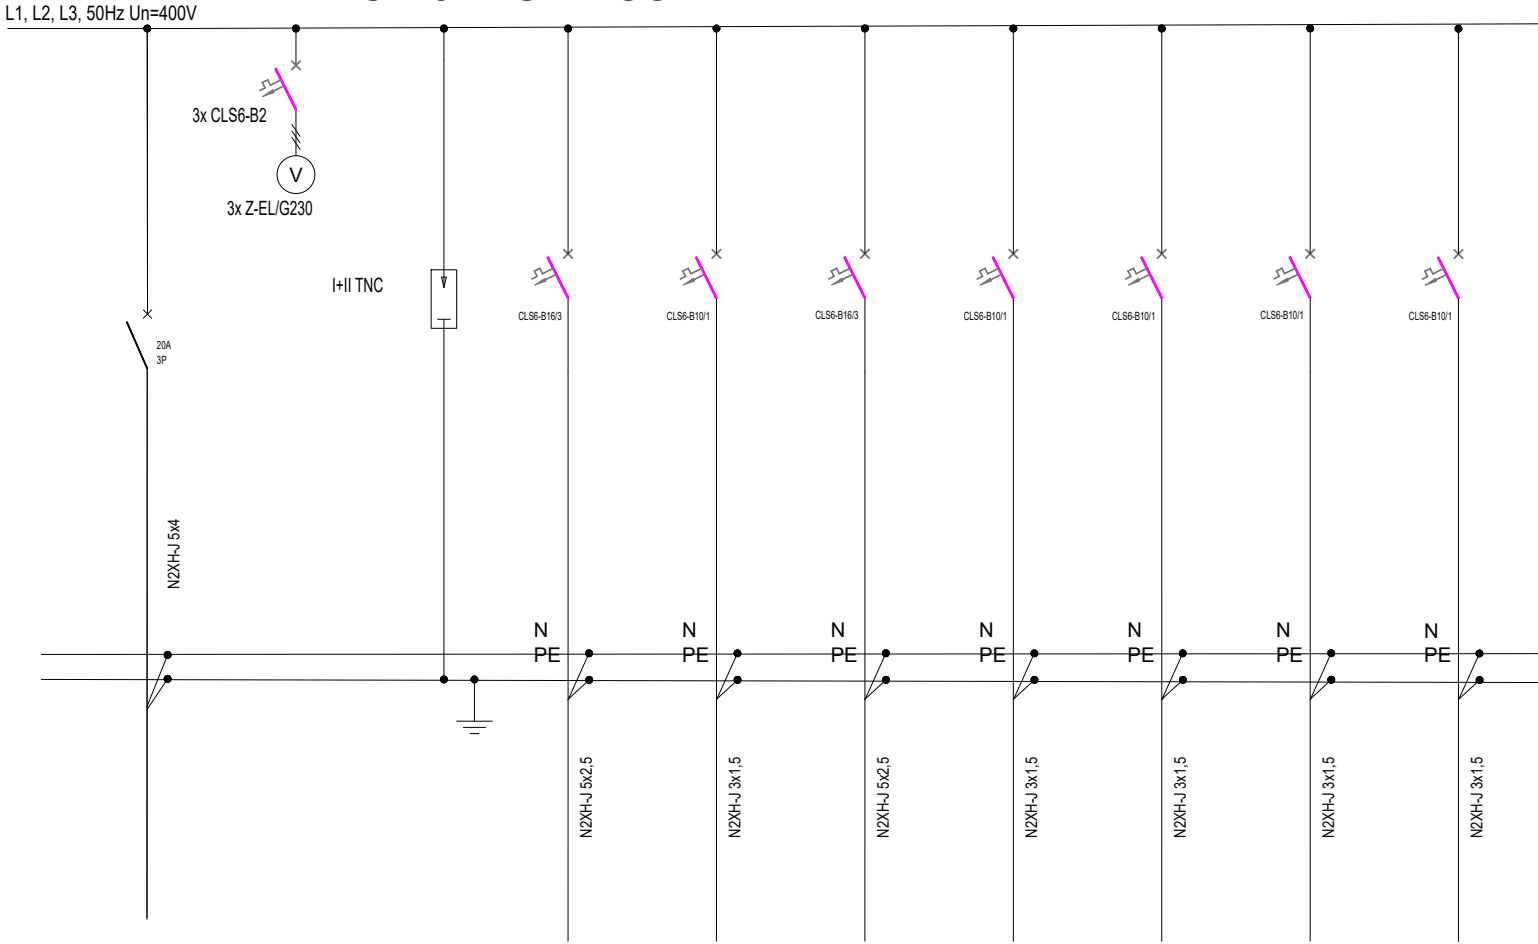 L1, L2, L3, 50Hz Un=400V
3x CLS6-B2
V
3x Z-EL/G230
I+II TNC
20A
3P
CLS6-B16/3
CLS6-B10/1
CLS6-B16/3
CLS6-B10/1
CLS6-B10/1
CLS6-B10/1
CLS6-B10/1
N2XH-J 5x4
N
PE
N
PE
N
PE
N
PE
N
PE
N
PE
N
PE
N2XH-J 5x2,5
N2XH-J 3x1,5
N2XH-J 5x2,5
N2XH-J 3x1,5
N2XH-J 3x1,5
N2XH-J 3x1,5
N2XH-J 3x1,5